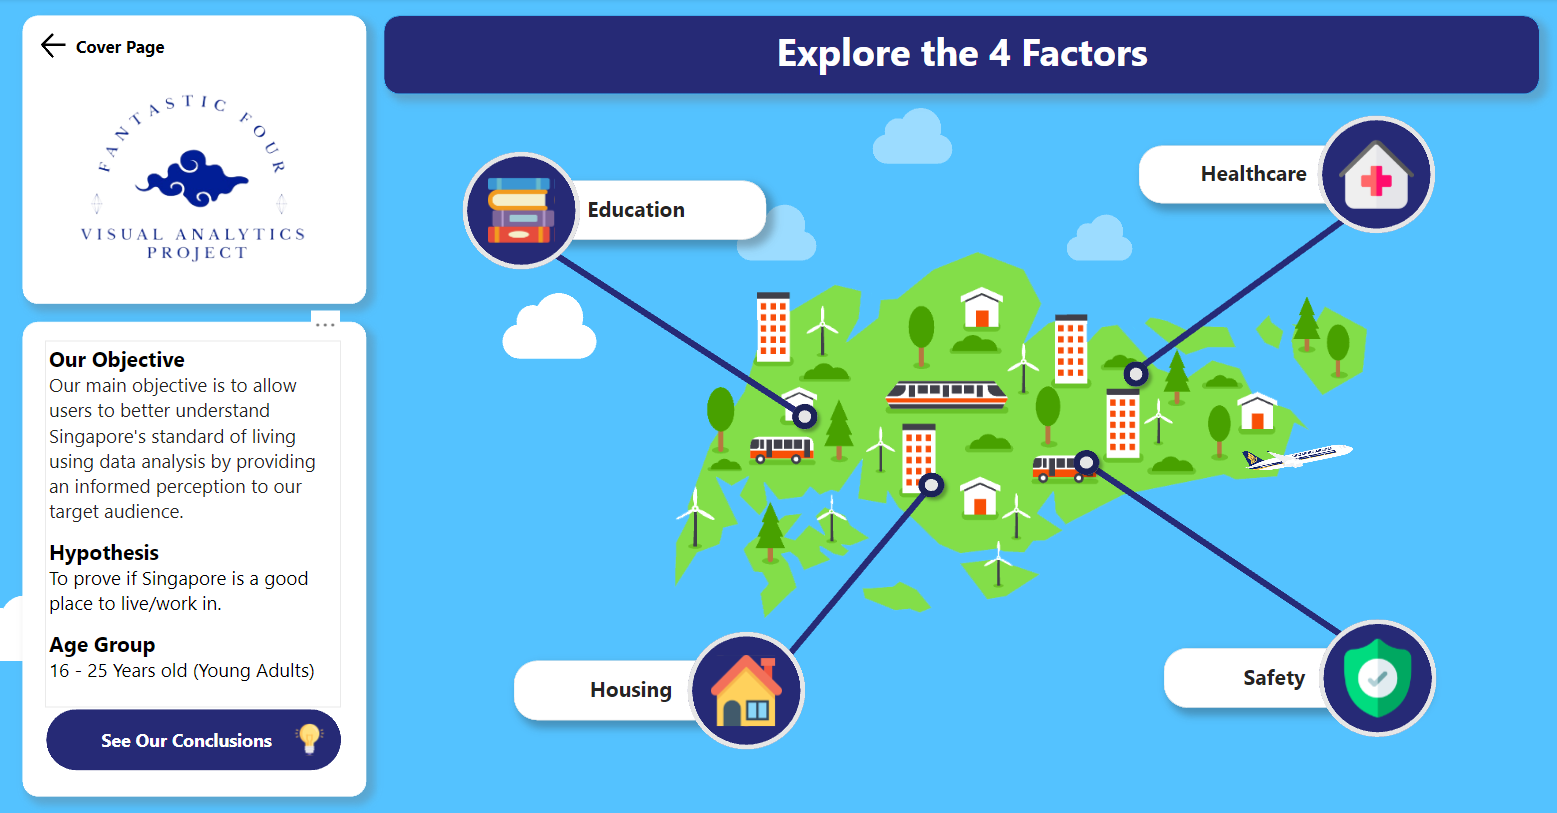 Cover Page
FANTASTIC FOUR
VISUAL ANALYTICS
PROJECT
Our Objective
Our main objective is to allow
users to better understand
Singapore's standard of living
using data analysis by providing
an informed perception to our
target audience.
Hypothesis
To prove if Singapore is a good
place to live/work in.
Age Group
16 - 25 Years old (Young Adults)
See Our Conclusions
Explore the 4 Factors
Education
Healthcare
Housing
Safety